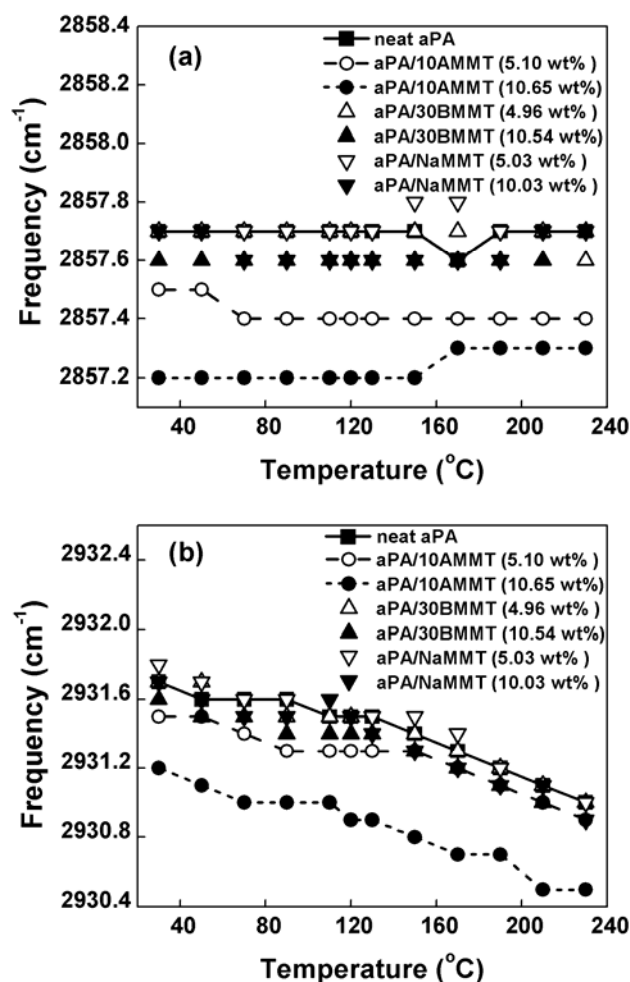 2858.4
2858.2
2858.0
2857.8
2857.6
2857.4
2857.2
Frequency (cm-1)
(a)
neat aPA
aPA/10AMMT (5.10 wt% )
aPA/10AMMT (10.65 wt%)
aPA/30BMMT (4.96 wt% )
aPA/30BMMT (10.54 wt%)
aPA/NaMMT (5.03 wt% )
aPA/NaMMT (10.03 wt%)
40 80 120 160 200 240
Temperature (oC)
2932.4
2932.0
2931.6
2931.2
2930.8
2930.4
Frequency (cm-1)
(b)
neat aPA
aPA/10AMMT (5.10 wt% )
aPA/10AMMT (10.65 wt%)
aPA/30BMMT (4.96 wt% )
aPA/30BMMT (10.54 wt%)
aPA/NaMMT (5.03 wt% )
aPA/NaMMT (10.03 wt%)
40 80 120 160 200 240
Temperature (oC)